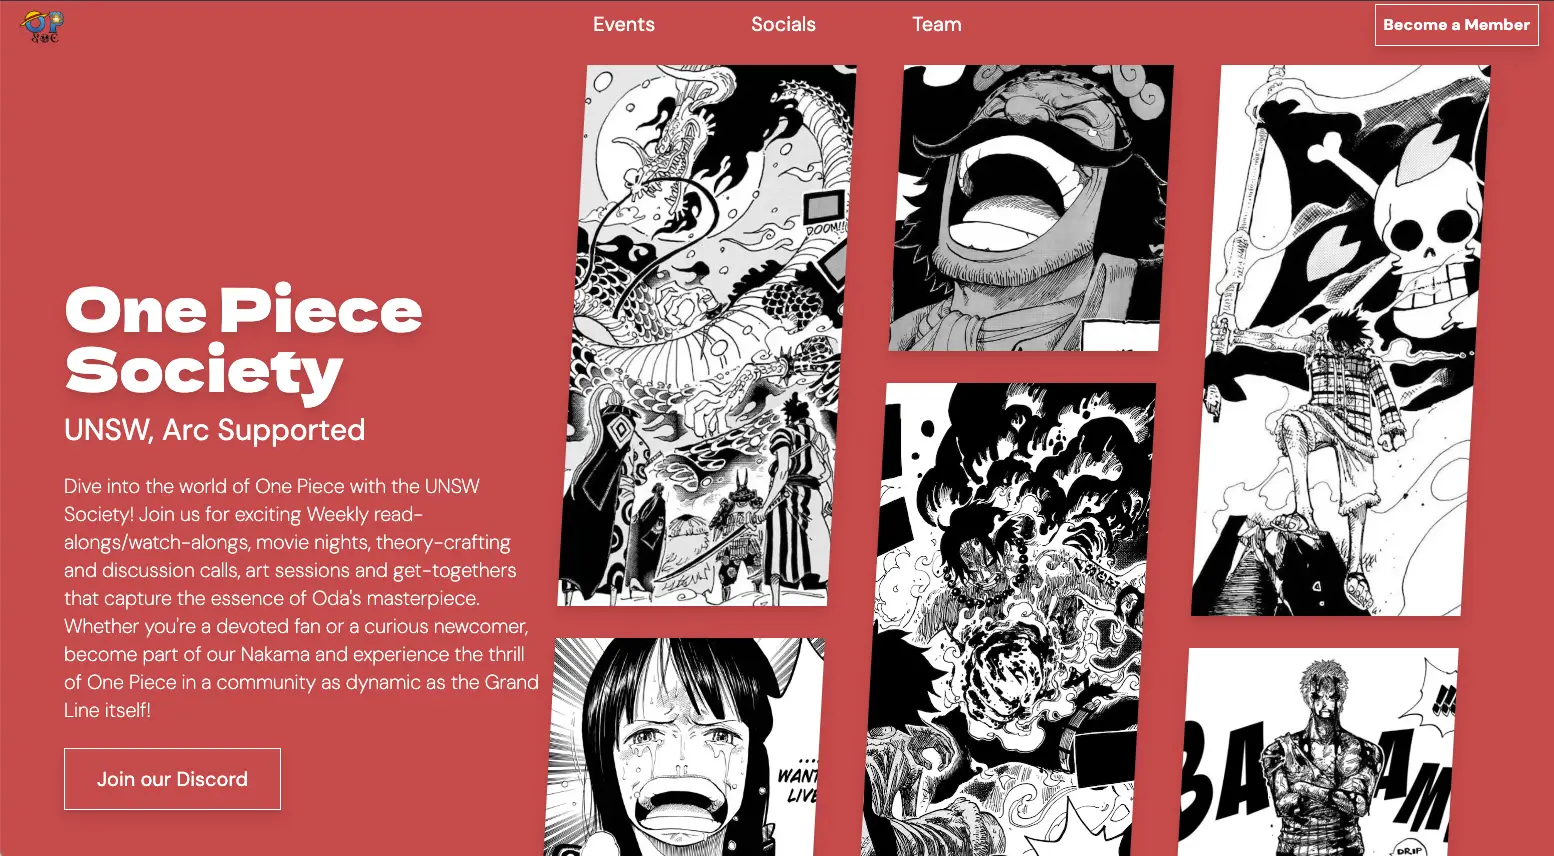 OP
SOC
Events
Socials
Team
Become a Member
One Piece
Society
UNSW, Arc Supported
Dive into the world of One Piece with the UNSW
Society! Join us for exciting Weekly read-
alongs/watch-alongs, movie nights, theory-crafting
and discussion calls, art sessions and get-togethers
that capture the essence of Oda's masterpiece.
Whether you're a devoted fan or a curious newcomer,
become part of our Nakama and experience the thrill
of One Piece in a community as dynamic as the Grand
Line itself!
Join our Discord
DOOM!!
....
WANT
LIVE
BA
AM
!!!
DRIP